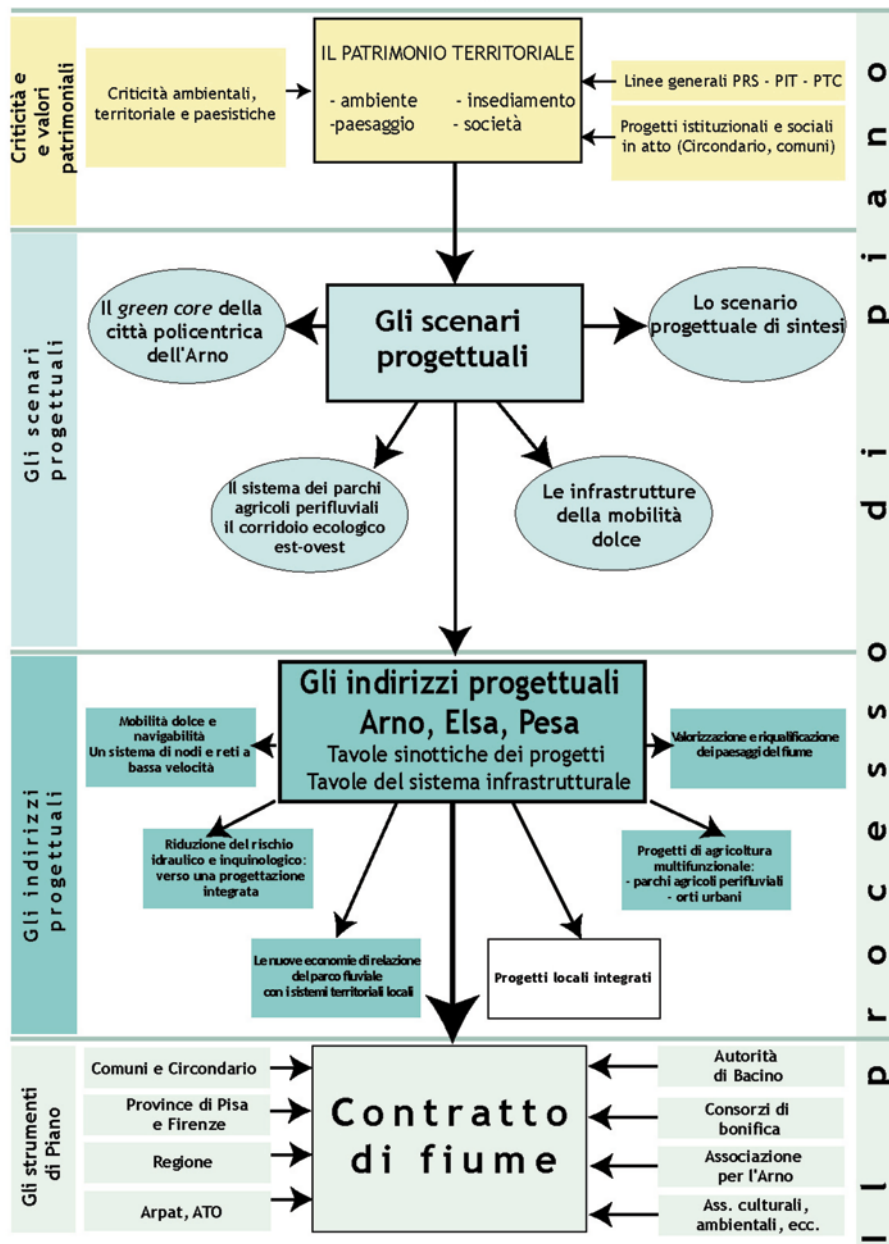 Criticità e
valori
patrimoniali
Criticità ambientali,
territoriale e paesistiche
IL PATRIMONIO TERRITORIALE
- ambiente
- insediamento
-paesaggio
- società
Linee generali PRS - PIT - PTC
Progetti istituzionali e sociali
in atto (Circondario, comuni)
Gli scenari
progettuali
Il green core della
città policentrica
dell'Arno
Gli scenari
progettuali
Lo scenario
progettuale di sintesi
Il sistema dei parchi
agricoli perifluviali
il corridoio ecologico
est-ovest
Le infrastrutture
della mobilità
dolce
Gli indirizzi
progettuali
Gli indirizzi progettuali
Arno, Elsa, Pesa
Tavole sinottiche dei progetti
Tavole del sistema infrastrutturale
Mobilità dolce e
navigabilità
Un sistema di nodi e reti a
bassa velocità
Valorizzazione e riqualificazione
dei paesaggi del fiume
Riduzione del rischio
idraulico e inquinologico:
verso una progettazione
integrata
Progetti di agricoltura
multifunzionale:
- parchi agricoli perifluviali
- orti urbani
Le nuove economie di relazione
del parco fluviale
con i sistemi territoriali locali
Progetti locali integrati
Gli strumenti
di Piano
Comuni e Circondario
Province di Pisa
e Firenze
Regione
Arpat, ATO
Contratto
di fiume
Autorità
di Bacino
Consorzi di
bonifica
Associazione
per l'Arno
Ass. culturali,
ambientali, ecc.
Il processo di piano